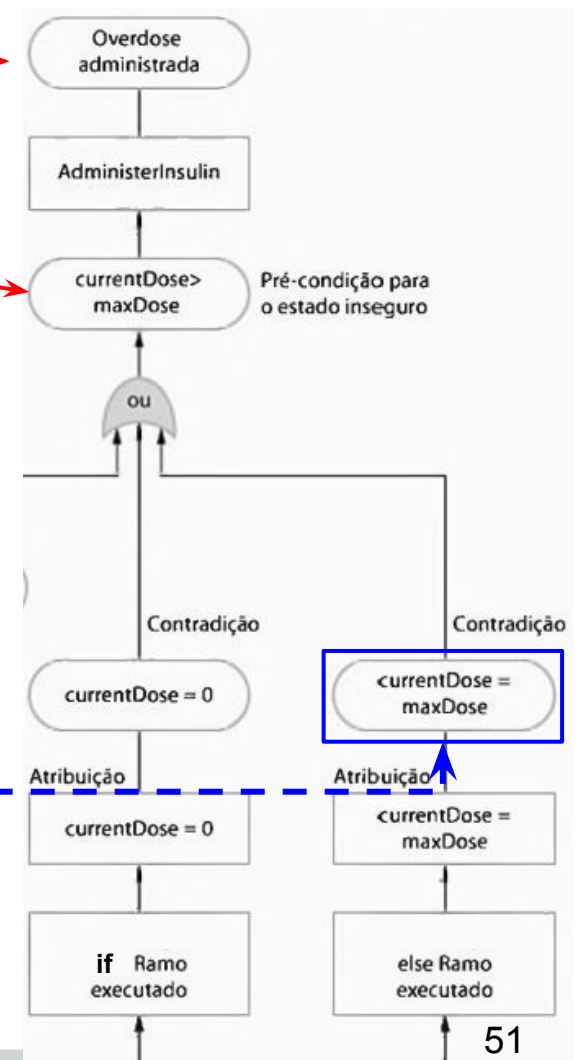 Overdose
administrada
AdministerInsulin
currentDose>
maxDose
Pré-condição para
o estado inseguro
ou
Contradição
Contradição
currentDose = 0
currentDose =
maxDose
Atribuição
Atribuição
currentDose = 0
currentDose =
maxDose
if Ramo
executado
else Ramo
executado
51